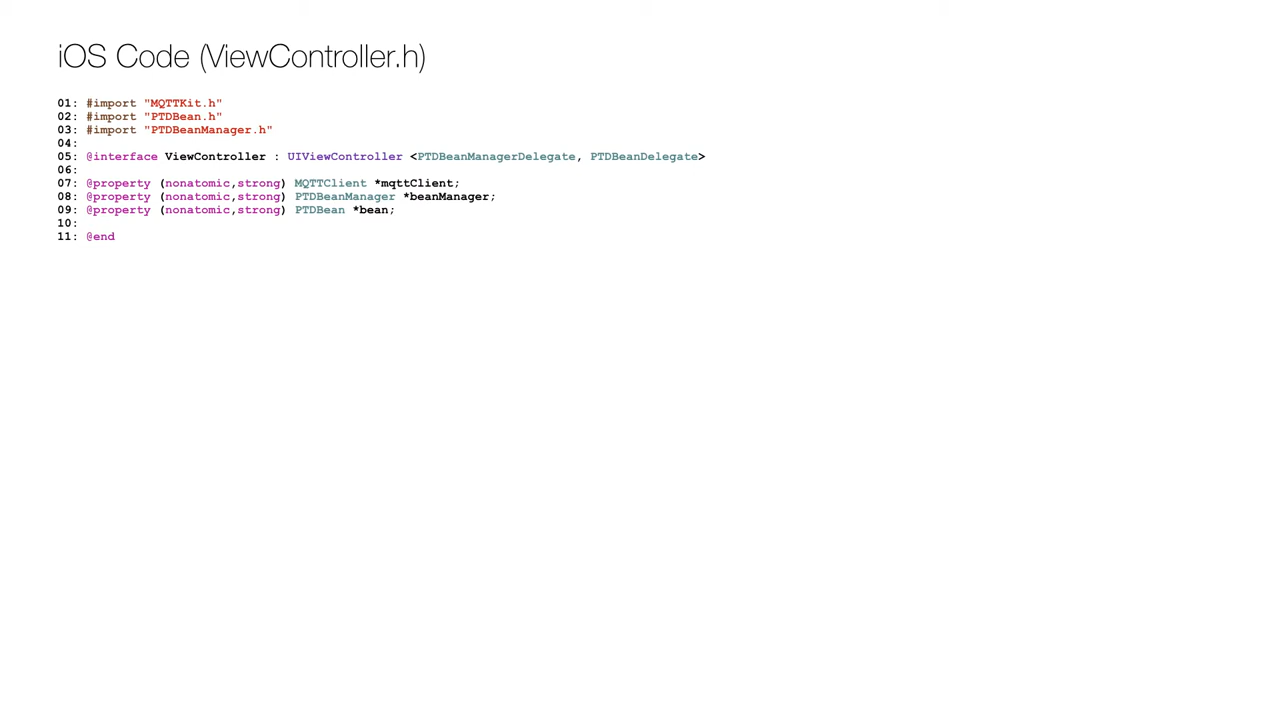 iOS Code (ViewController.h)
01: #import "MQTTKit.h"
02: #import "PTDBean.h"
03: #import "PTDBeanManager.h"
04:
05: @interface ViewController : UIViewController <PTDBeanManagerDelegate, PTDBeanDelegate>
06:
07: @property (nonatomic,strong) MQTTClient *mqttClient;
08: @property (nonatomic,strong) PTDBeanManager *beanManager;
09: @property (nonatomic,strong) PTDBean *bean;
10:
11: @end